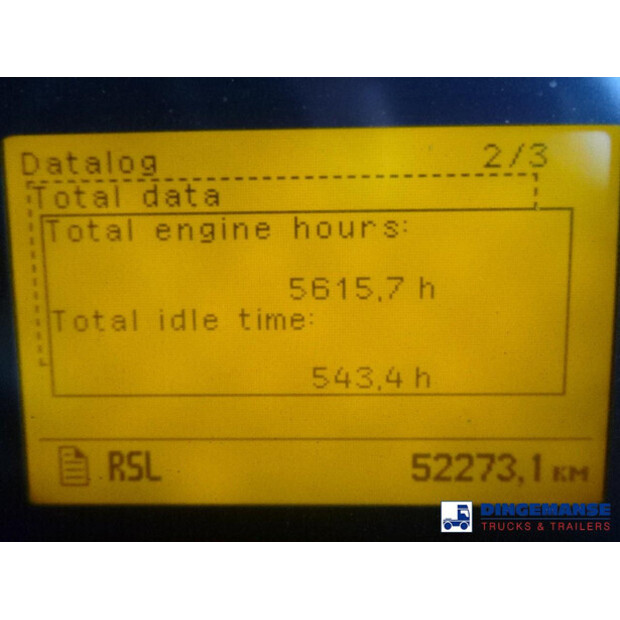 Datalog 2/3
Total data
Total engine hours:
5615,7 h
Total idle time:
543,4 h
RSL 52273,1 KM
DINGEMANSE
TRUCKS & TRAILERS